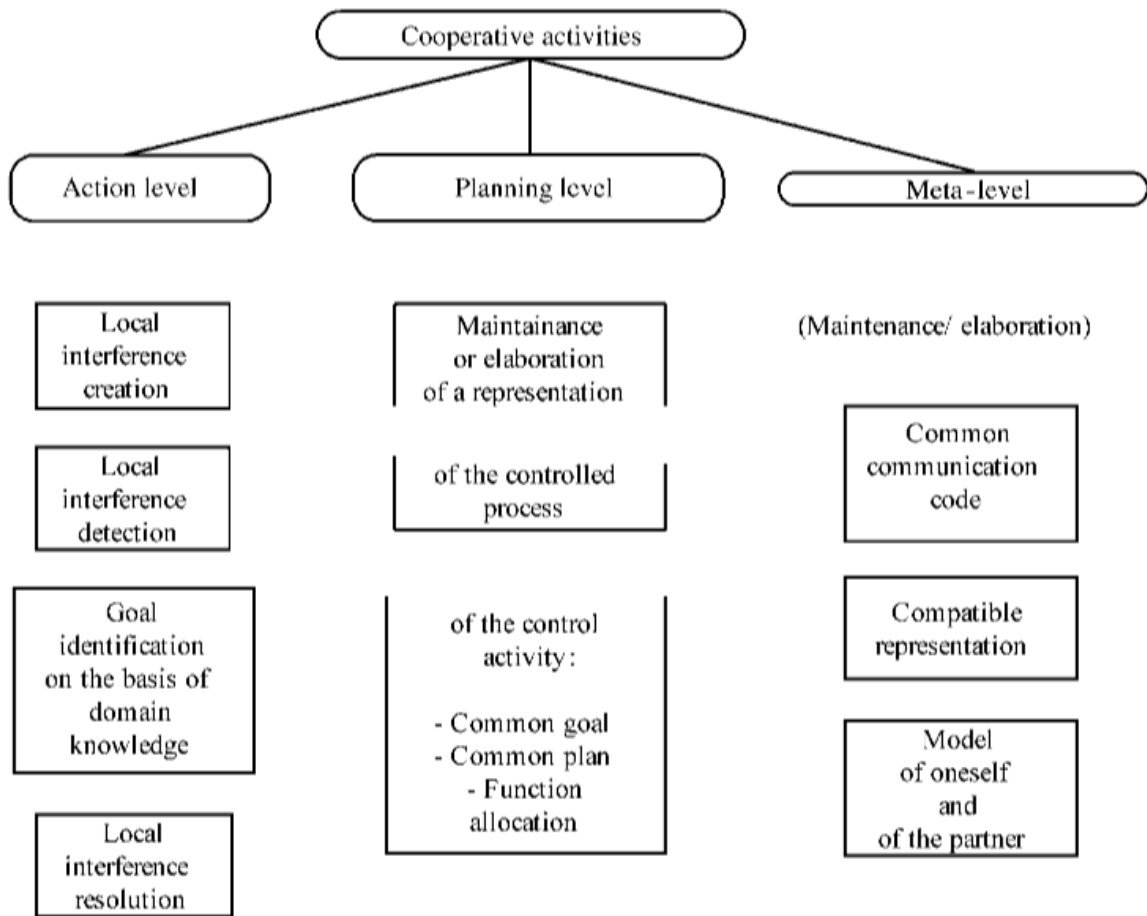 Cooperative activities
Action level
Planning level
Meta-level
Local
interference
creation
Local
interference
detection
Goal
identification
on the basis of
domain
knowledge
Local
interference
resolution
Maintainance
or elaboration
of a representation
of the controlled
process
of the control
activity:
- Common goal
- Common plan
- Function
allocation
(Maintenance/ elaboration)
Common
communication
code
Compatible
representation
Model
of oneself
and
of the partner